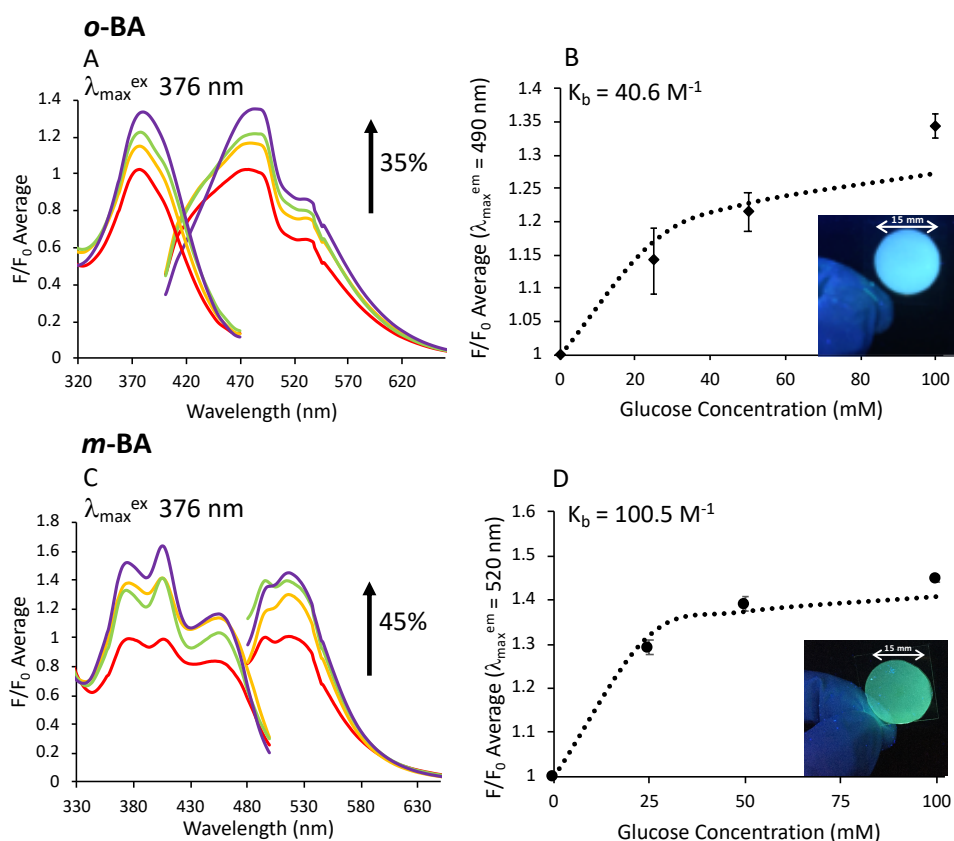 o-BA
A
λmaxᵉˣ 376 nm
1.4
1.2
1
0.8
0.6
0.4
0.2
0
F/F₀ Average
35%
320 370 420 470 520 570 620
Wavelength (nm)
B
K_b = 40.6 M⁻¹
1.4
1.35
1.3
1.25
1.2
1.15
1.1
1.05
1
F/F₀ Average (λmaxᵉᵐ = 490 nm)
15 mm
0 20 40 60 80 100
Glucose Concentration (mM)
m-BA
C
λmaxᵉˣ 376 nm
1.8
1.6
1.4
1.2
1
0.8
0.6
0.4
0.2
0
F/F₀ Average
45%
330 380 430 480 530 580 630
Wavelength (nm)
D
K_b = 100.5 M⁻¹
1.6
1.5
1.4
1.3
1.2
1.1
1
F/F₀ Average (λmaxᵉᵐ = 520 nm)
15 mm
0 25 50 75 100
Glucose Concentration (mM)